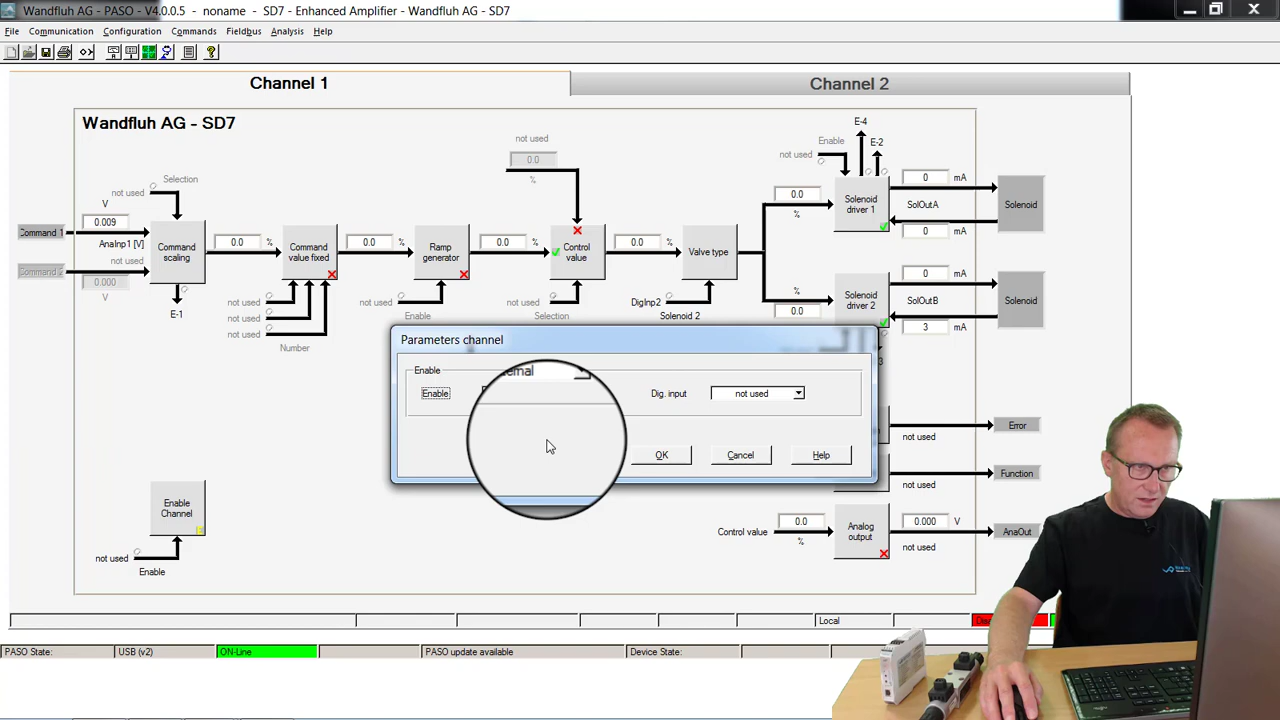 Wandfluh AG - PASO - V4.0.0.5 - noname - SD7 - Enhanced Amplifier - Wandfluh AG - SD7
File Communication Configuration Commands Fieldbus Analysis Help
Channel 1 Channel 2
Wandfluh AG - SD7
not used
0.0
%
Selection
not used
V
Command 1
0.009
AnaInp1 [V]
not used
Command 2
0.000
V
Command scaling
E-1
0.0 %
Command value fixed
not used
not used
not used
Number
0.0 %
Ramp generator
not used
Enable
0.0 %
Control value
not used
Selection
0.0 %
Valve type
DigInp2
Solenoid 2
E-4
E-2
Enable
not used
0.0
%
Solenoid driver 1
0 mA
SolOutA
0 mA
Solenoid
%
0.0
Solenoid driver 2
0 mA
SolOutB
3 mA
Solenoid
Parameters channel
Enable
Enable
Dig. input
not used
OK
Cancel
Help
not used
Error
not used
Function
Enable Channel
not used
Enable
Control value
0.0
%
Analog output
0.000 V
not used
AnaOut
Local
PASO State: USB (v2) ON-Line PASO update available Device State: